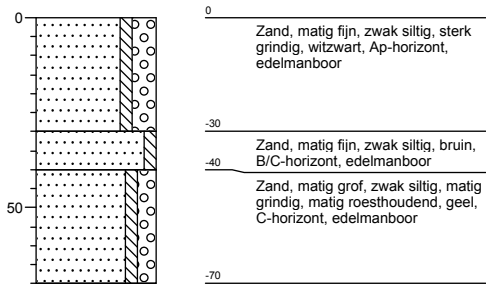 0
50
0
Zand, matig fijn, zwak siltig, sterk
grindig, witzwart, Ap-horizont,
edelmanboor
-30
Zand, matig fijn, zwak siltig, bruin,
B/C-horizont, edelmanboor
-40
Zand, matig grof, zwak siltig, matig
grindig, matig roesthoudend, geel,
C-horizont, edelmanboor
-70